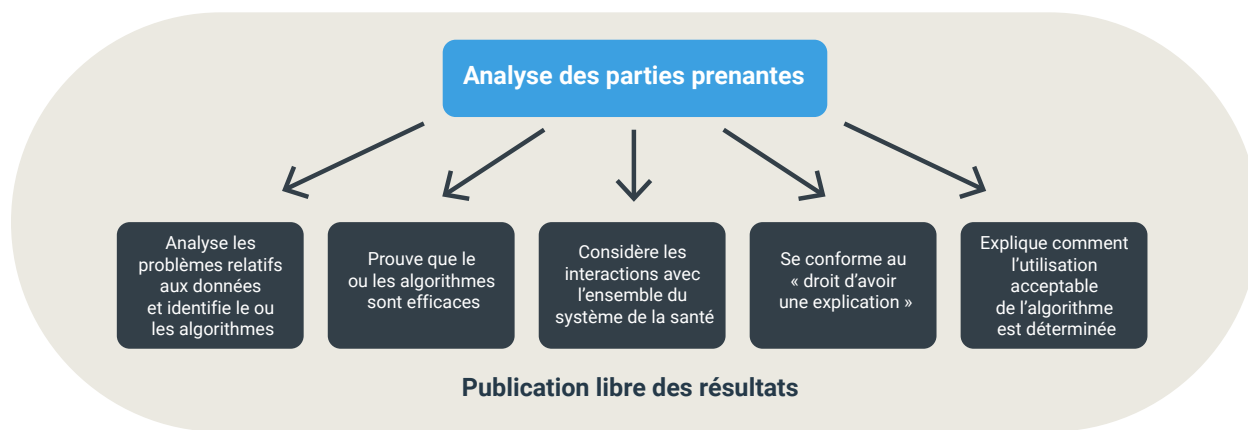 Analyse des parties prenantes
Analyse les
problèmes relatifs
aux données
et identifie le ou
les algorithmes
Prouve que le
ou les algorithmes
sont efficaces
Considère les
interactions avec
l’ensemble du
système de la santé
Se conforme au
« droit d’avoir
une explication »
Explique comment
l’utilisation
acceptable
de l’algorithme
est déterminée
Publication libre des résultats